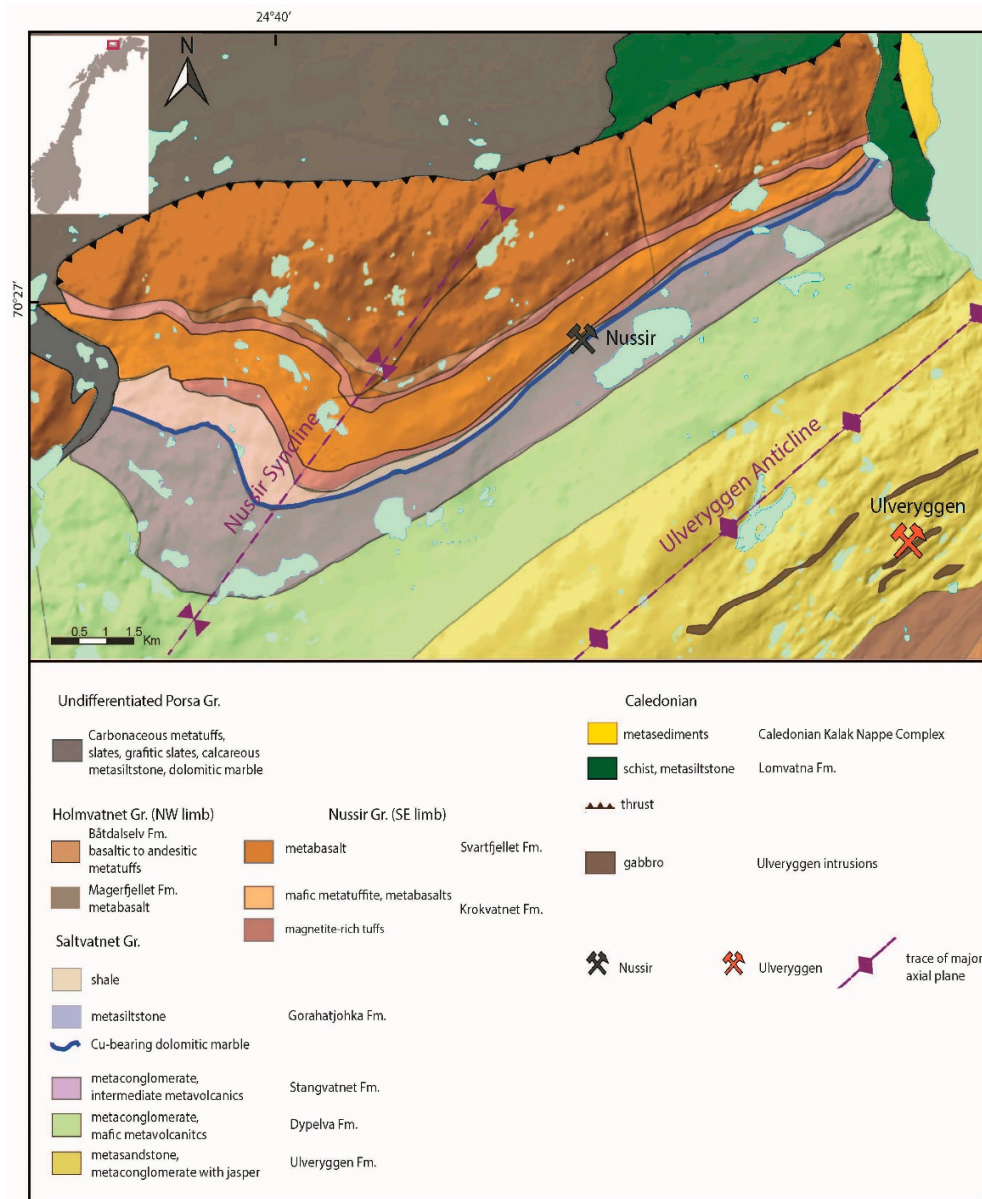 24°40'
N
70°27'
Nussir
Nussir Syncline
Ulveryggen Anticline
Ulveryggen
0.5 1 1.5
Km
Undifferentiated Porsa Gr.
Carbonaceous metatuffs,
slates, grafitic slates, calcareous
metasiltstone, dolomitic marble
Holmvatnet Gr. (NW limb)
Båtdalselv Fm.
basaltic to andesitic
metatuffs
Magerfjellet Fm.
metabasalt
Nussir Gr. (SE limb)
metabasalt Svartfjellet Fm.
mafic metatuffite, metabasalts
Krokvatnet Fm.
magnetite-rich tuffs
Saltvatnet Gr.
shale
metasiltstone Gorahatjohka Fm.
Cu-bearing dolomitic marble
metaconglomerate,
intermediate metavolcanics Stangvatnet Fm.
metaconglomerate,
mafic metavolcanitcs Dypelva Fm.
metasandstone,
metaconglomerate with jasper Ulveryggen Fm.
Caledonian
metasediments Caledonian Kalak Nappe Complex
schist, metasiltstone Lomvatna Fm.
thrust
gabbro Ulveryggen intrusions
Nussir
Ulveryggen
trace of major
axial plane